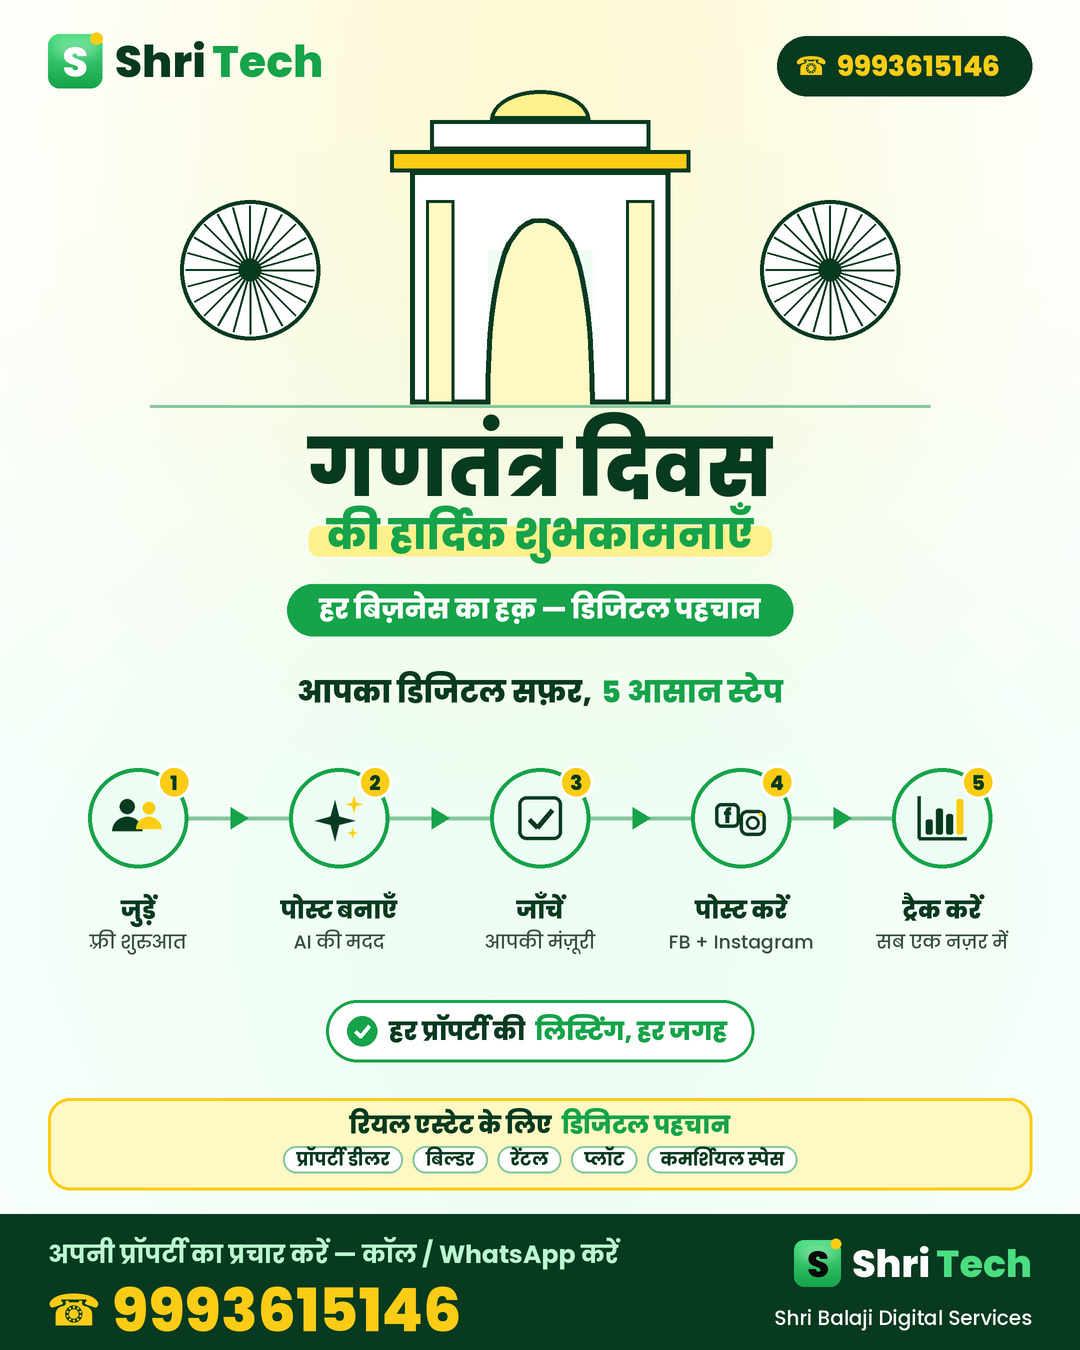 S Shri Tech
☎ 9993615146
गणतंत्र दिवस
की हार्दिक शुभकामनाएँ
हर बिज़नेस का हक़ — डिजिटल पहचान
आपका डिजिटल सफ़र, 5 आसान स्टेप
1 2 3 4 5
जुड़ें पोस्ट बनाएँ जाँचें पोस्ट करें ट्रैक करें
फ़्री शुरुआत AI की मदद आपकी मंज़ूरी FB + Instagram सब एक नज़र में
हर प्रॉपर्टी की लिस्टिंग, हर जगह
रियल एस्टेट के लिए डिजिटल पहचान
प्रॉपर्टी डीलर बिल्डर रेंटल प्लॉट कमर्शियल स्पेस
अपनी प्रॉपर्टी का प्रचार करें — कॉल / WhatsApp करें
☎ 9993615146
S Shri Tech
Shri Balaji Digital Services